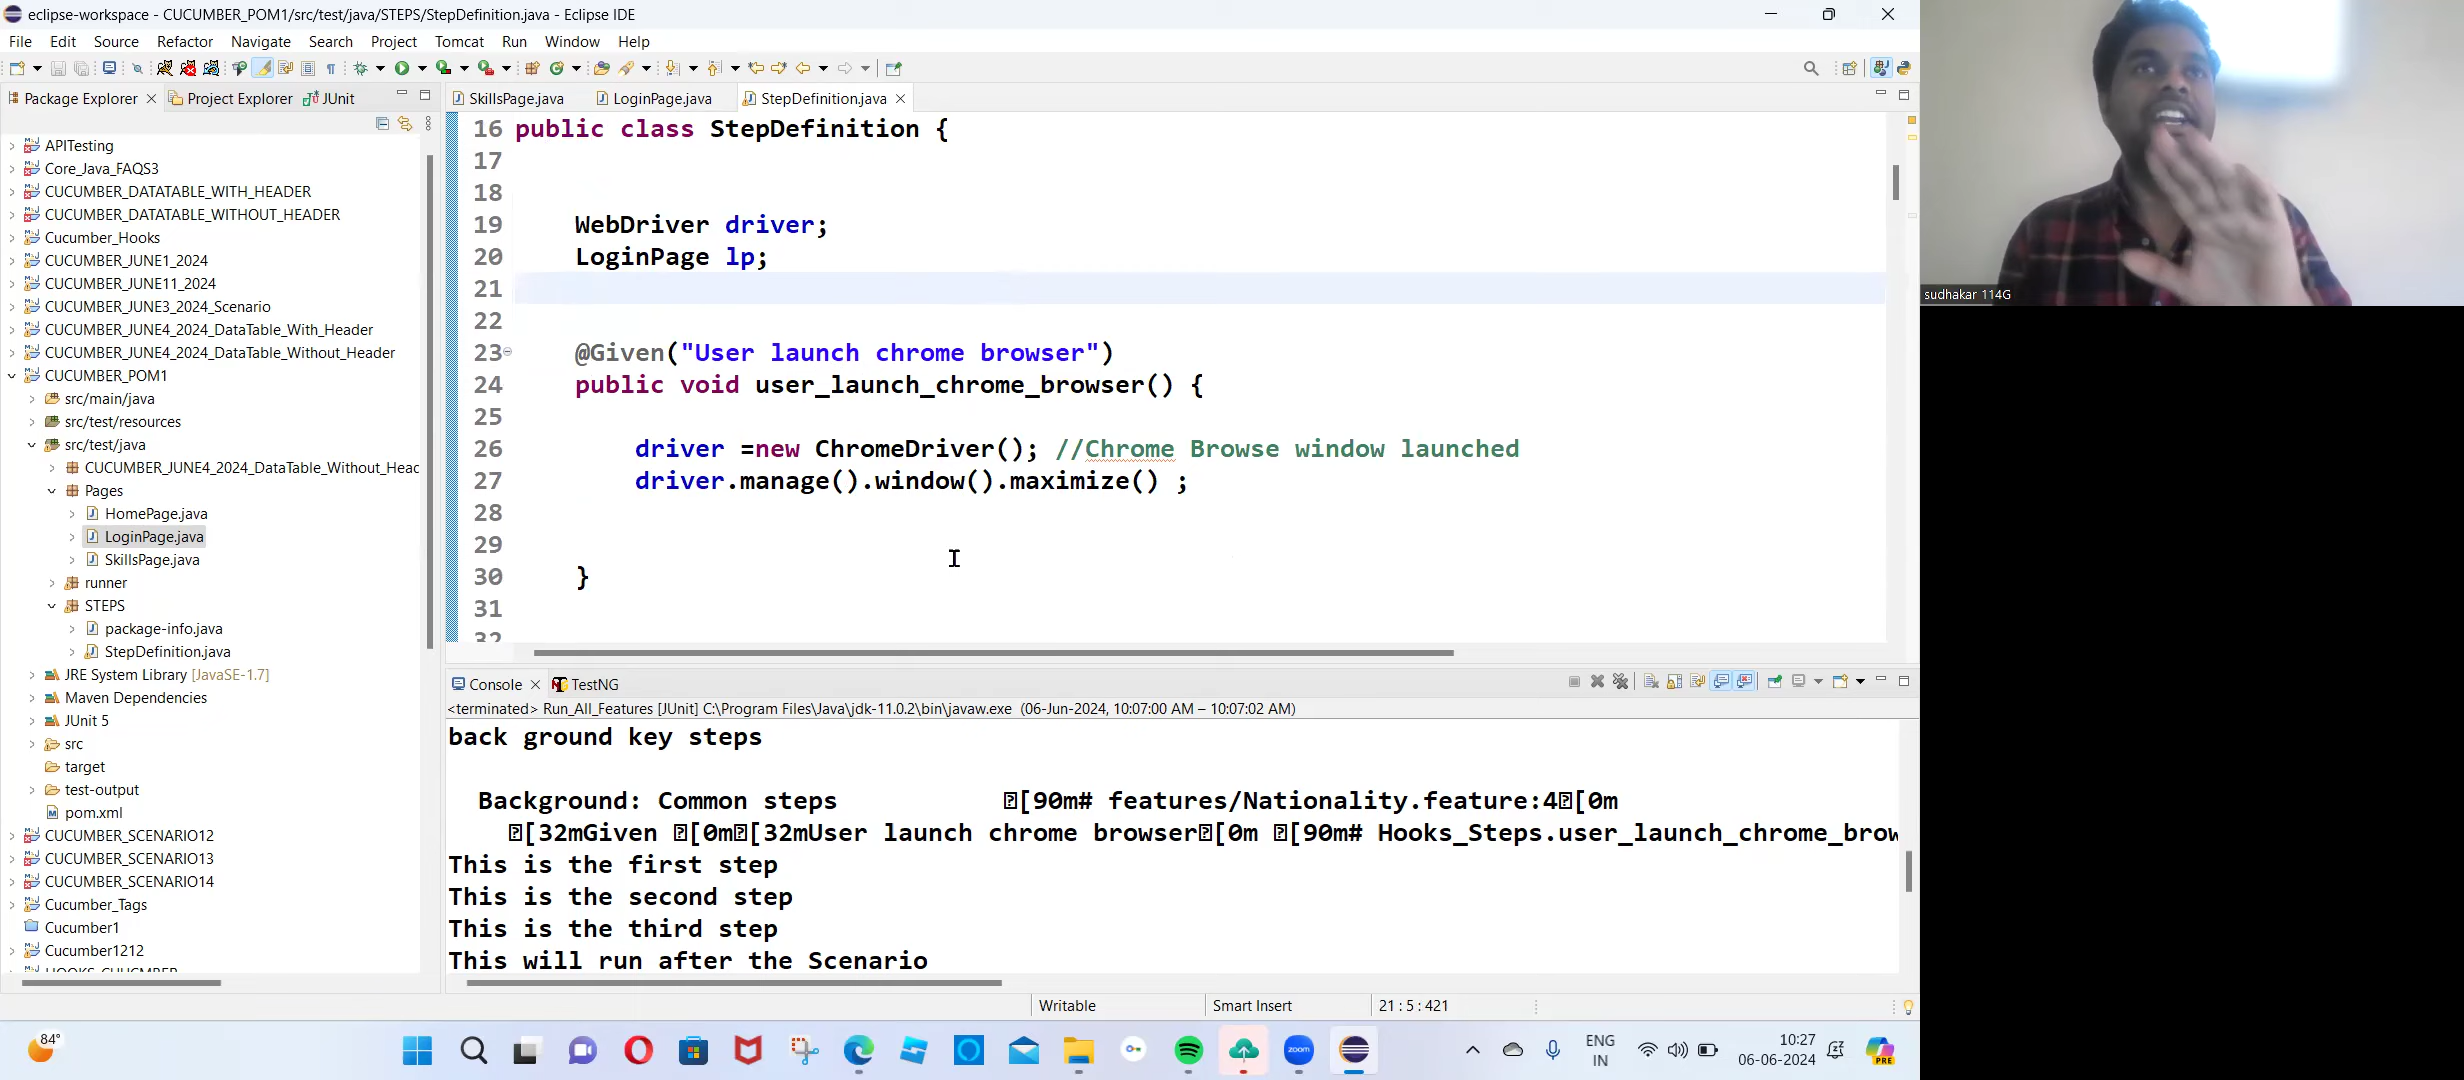 eclipse-workspace - CUCUMBER_POM1/src/test/java/STEPS/StepDefinition.java - Eclipse IDE
File Edit Source Refactor Navigate Search Project Tomcat Run Window Help
Package Explorer Project Explorer JUnit
SkillsPage.java LoginPage.java StepDefinition.java
APITesting
Core_Java_FAQS3
CUCUMBER_DATATABLE_WITH_HEADER
CUCUMBER_DATATABLE_WITHOUT_HEADER
Cucumber_Hooks
CUCUMBER_JUNE1_2024
CUCUMBER_JUNE11_2024
CUCUMBER_JUNE3_2024_Scenario
CUCUMBER_JUNE4_2024_DataTable_With_Header
CUCUMBER_JUNE4_2024_DataTable_Without_Header
CUCUMBER_POM1
src/main/java
src/test/resources
src/test/java
CUCUMBER_JUNE4_2024_DataTable_Without_Heac
Pages
HomePage.java
LoginPage.java
SkillsPage.java
runner
STEPS
package-info.java
StepDefinition.java
JRE System Library [JavaSE-1.7]
Maven Dependencies
JUnit 5
src
target
test-output
pom.xml
CUCUMBER_SCENARIO12
CUCUMBER_SCENARIO13
CUCUMBER_SCENARIO14
Cucumber_Tags
Cucumber1
Cucumber1212
16 public class StepDefinition {
17
18
19 WebDriver driver;
20 LoginPage lp;
21
22
23 @Given("User launch chrome browser")
24 public void user_launch_chrome_browser() {
25
26 driver =new ChromeDriver(); //Chrome Browse window launched
27 driver.manage().window().maximize() ;
28
29
30 }
31
32
Console TestNG
<terminated> Run_All_Features [JUnit] C:\Program Files\Java\jdk-11.0.2\bin\javaw.exe (06-Jun-2024, 10:07:00 AM – 10:07:02 AM)
back ground key steps
Background: Common steps [90m# features/Nationality.feature:4[0m
[32mGiven [0m[32mUser launch chrome browser[0m [90m# Hooks_Steps.user_launch_chrome_brow
This is the first step
This is the second step
This is the third step
This will run after the Scenario
Writable Smart Insert 21 : 5 : 421
sudhakar 114G
84°
zoom
ENG
IN
10:27
06-06-2024
PRE